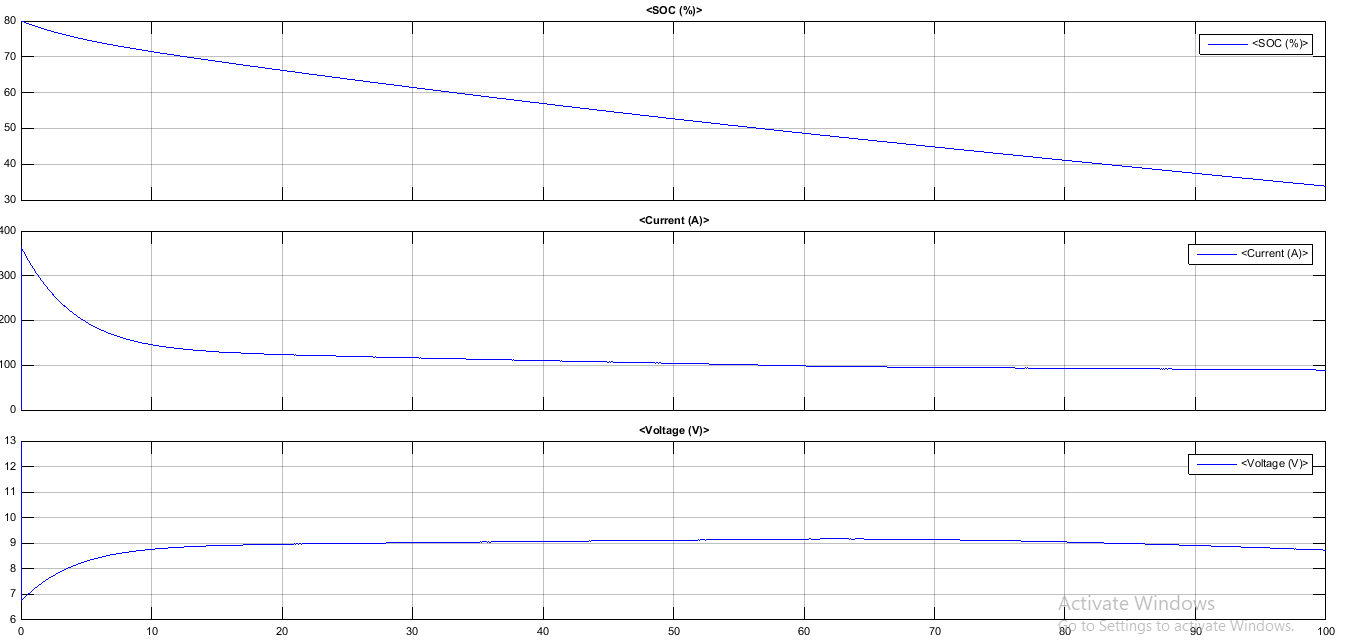 <SOC (%)>
80
<SOC (%)>
70
60
50
40
30
<Current (A)>
400
<Current (A)>
300
200
100
0
<Voltage (V)>
13
<Voltage (V)>
12
11
10
9
8
7
Activate Windows
6
Go to Settings to activate Windows.
0 10 20 30 40 50 60 70 80 90 100